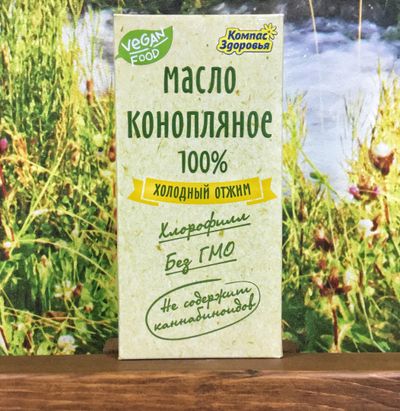 VEGAN
FOOD
Компас
Здоровья
МАСЛО
КОНОПЛЯНОЕ
100%
ХОЛОДНЫЙ ОТЖИМ
Хлорофилл
Без ГМО
Не содержит
каннабиноидов